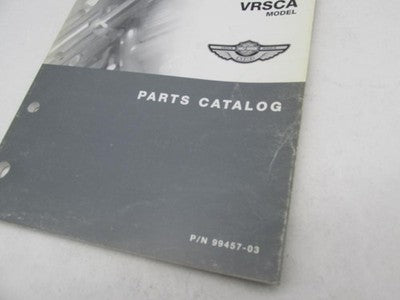 VRSCA
MODEL
PARTS CATALOG
P/N 99457-03